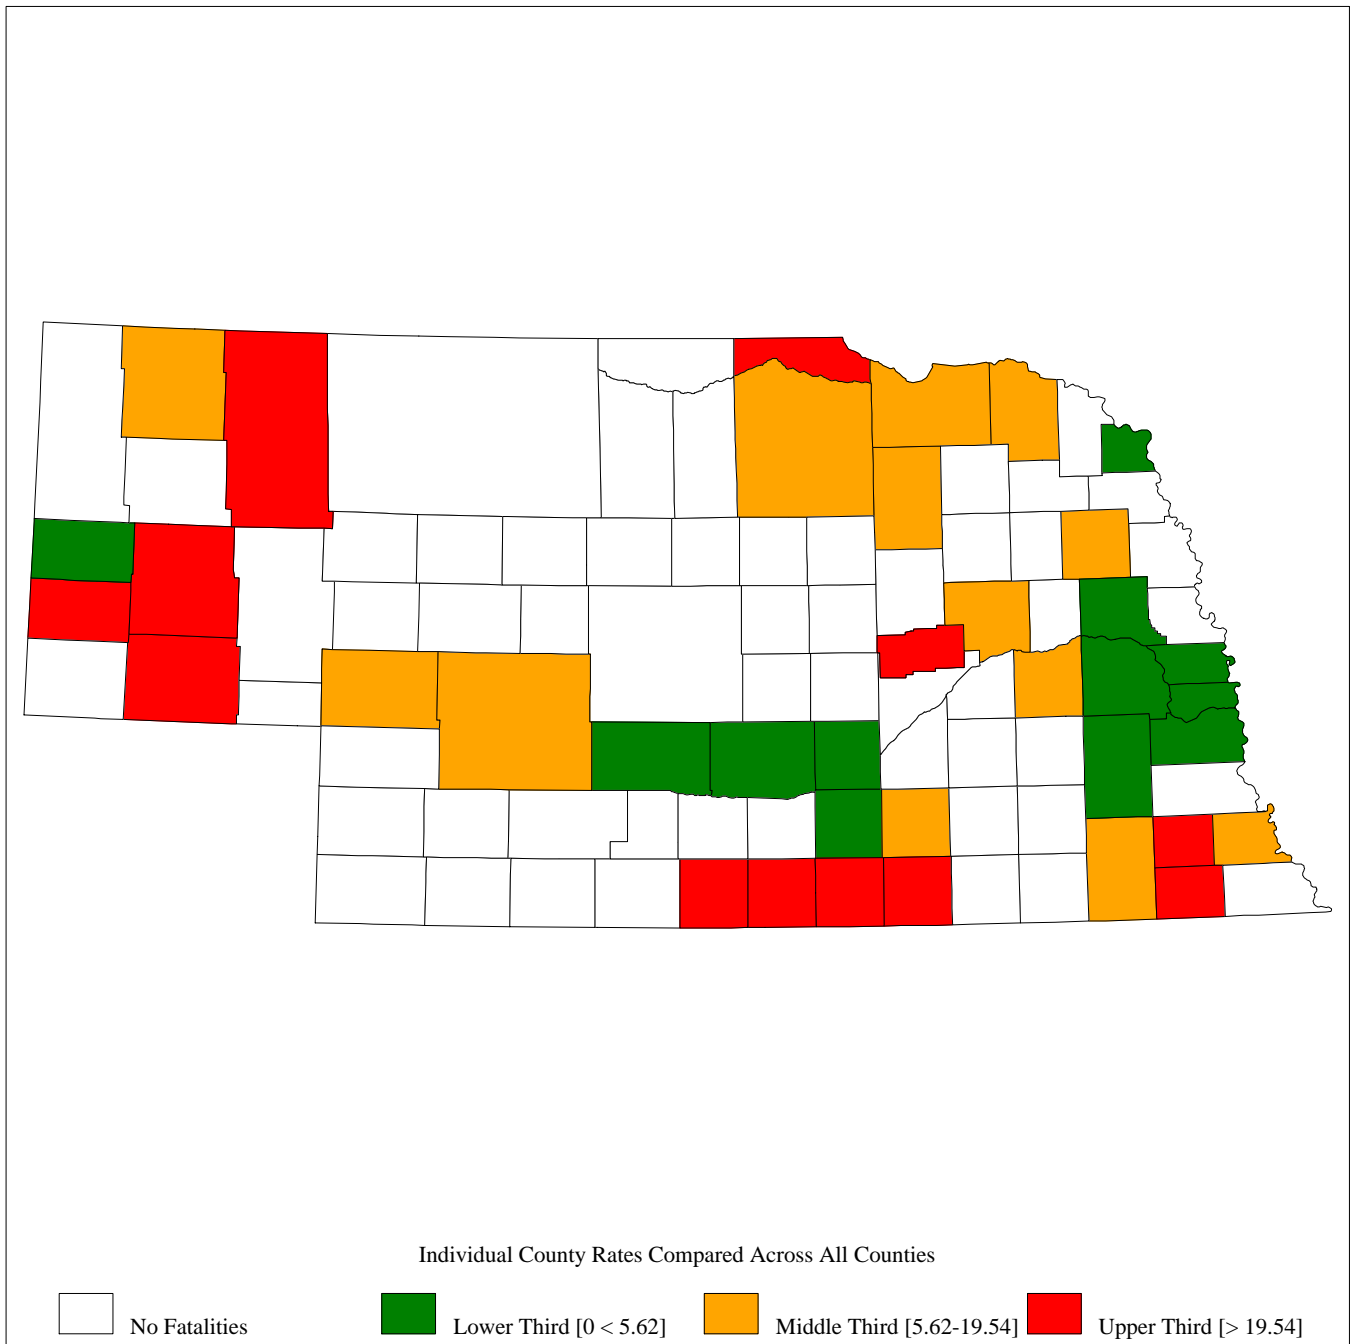 Individual County Rates Compared Across All Counties
No Fatalities Lower Third [0 < 5.62] Middle Third [5.62-19.54] Upper Third [> 19.54]